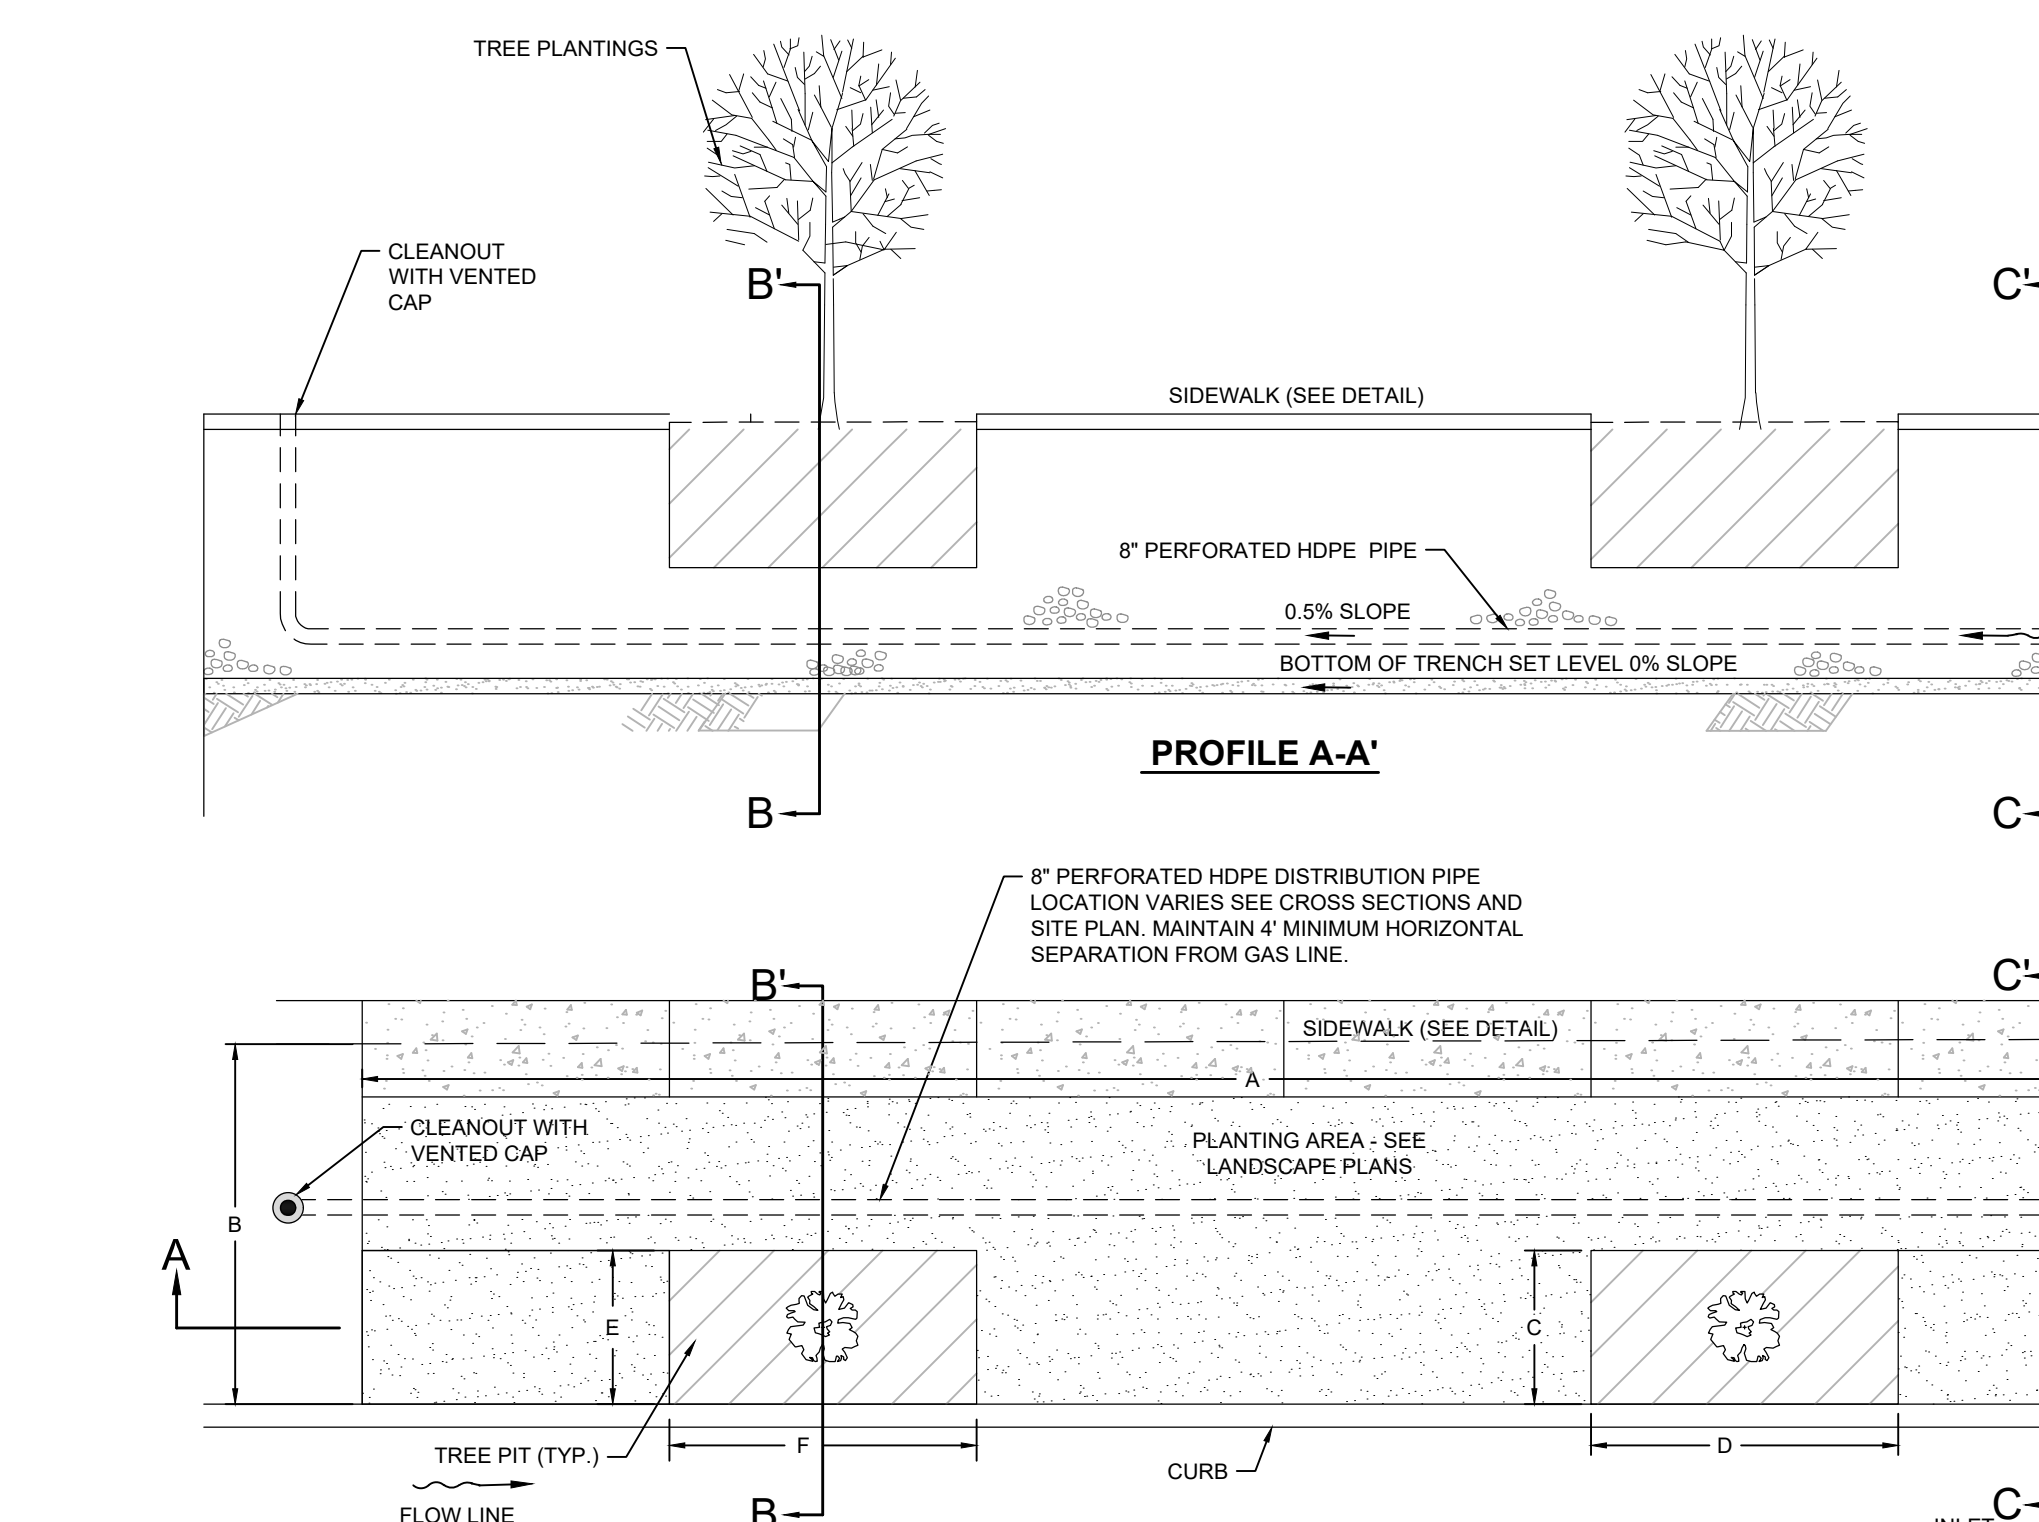 TREE PLANTINGS
CLEANOUT
WITH VENTED
CAP
B'
C'
SIDEWALK (SEE DETAIL)
8" PERFORATED HDPE PIPE
0.5% SLOPE
BOTTOM OF TRENCH SET LEVEL 0% SLOPE
PROFILE A-A'
B
C
8" PERFORATED HDPE DISTRIBUTION PIPE
LOCATION VARIES SEE CROSS SECTIONS AND
SITE PLAN. MAINTAIN 4' MINIMUM HORIZONTAL
SEPARATION FROM GAS LINE.
B'
C'
SIDEWALK (SEE DETAIL)
A
CLEANOUT WITH
VENTED CAP
PLANTING AREA - SEE
LANDSCAPE PLANS
B
A
E
C
F
D
TREE PIT (TYP.)
CURB
FLOW LINE
B
C
INLET